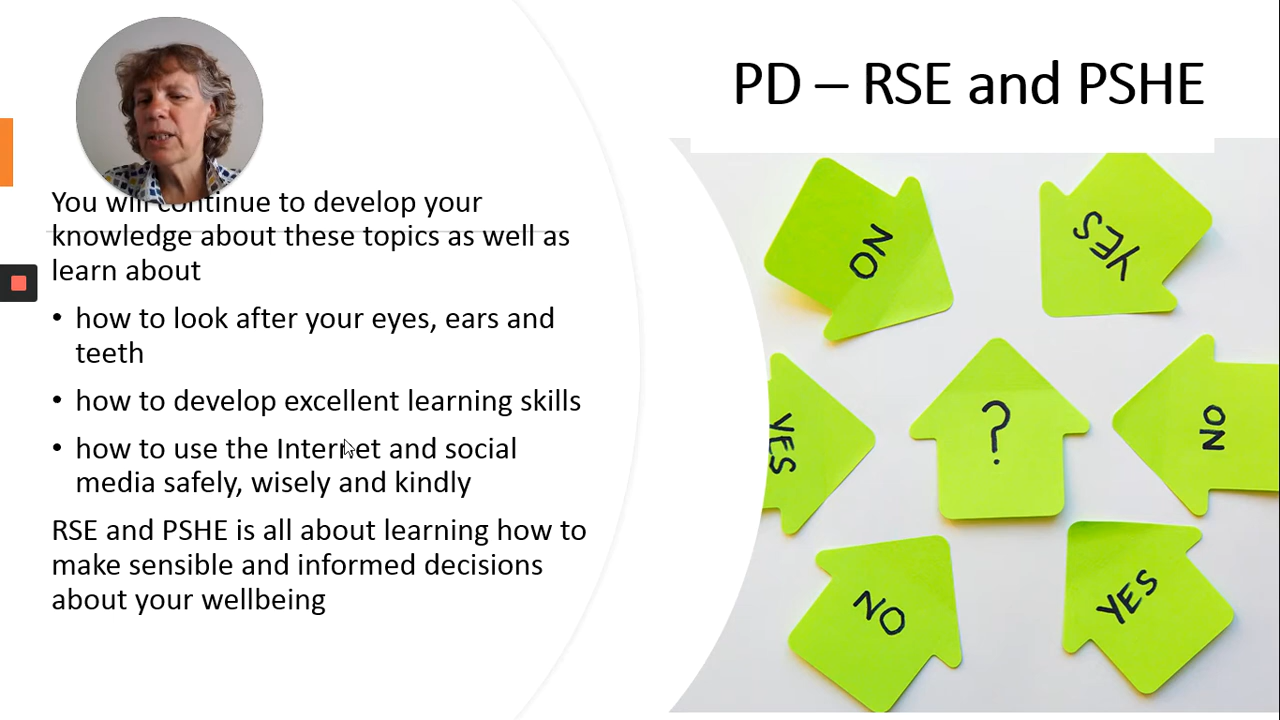 PD – RSE and PSHE
You will continue to develop your
knowledge about these topics as well as
learn about
• how to look after your eyes, ears and
teeth
• how to develop excellent learning skills
• how to use the Internet and social
media safely, wisely and kindly
RSE and PSHE is all about learning how to
make sensible and informed decisions
about your wellbeing
NO
YES
YES
?
NO
NO
YES